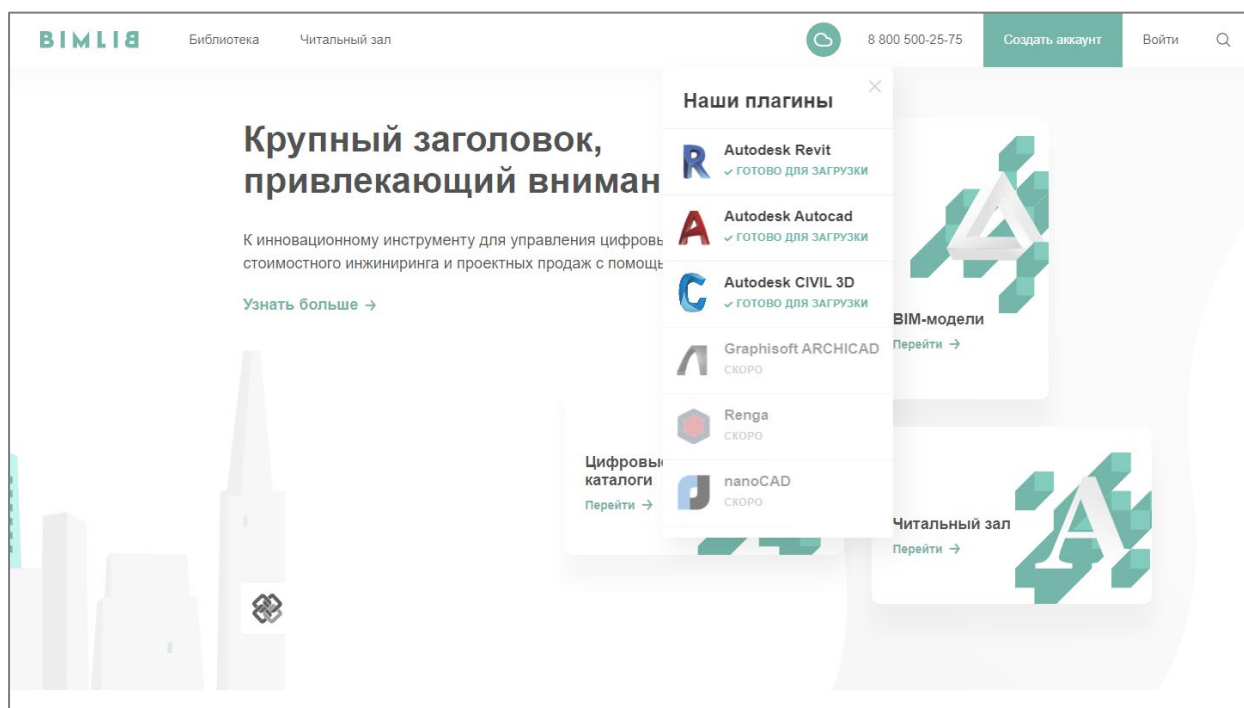 BIMLIB
Библиотека
Читальный зал
8 800 500-25-75
Создать аккаунт
Войти
Крупный заголовок,
привлекающий вниман
К инновационному инструменту для управления цифровь
стоимостного инжиниринга и проектных продаж с помощь
Узнать больше →
Наши плагины
Autodesk Revit
ГОТОВО ДЛЯ ЗАГРУЗКИ
Autodesk Autocad
ГОТОВО ДЛЯ ЗАГРУЗКИ
Autodesk CIVIL 3D
ГОТОВО ДЛЯ ЗАГРУЗКИ
Graphisoft ARCHICAD
СКОРО
Renga
СКОРО
nanoCAD
СКОРО
BIM-модели
Перейти →
Цифровые
каталоги
Перейти →
Читальный зал
Перейти →